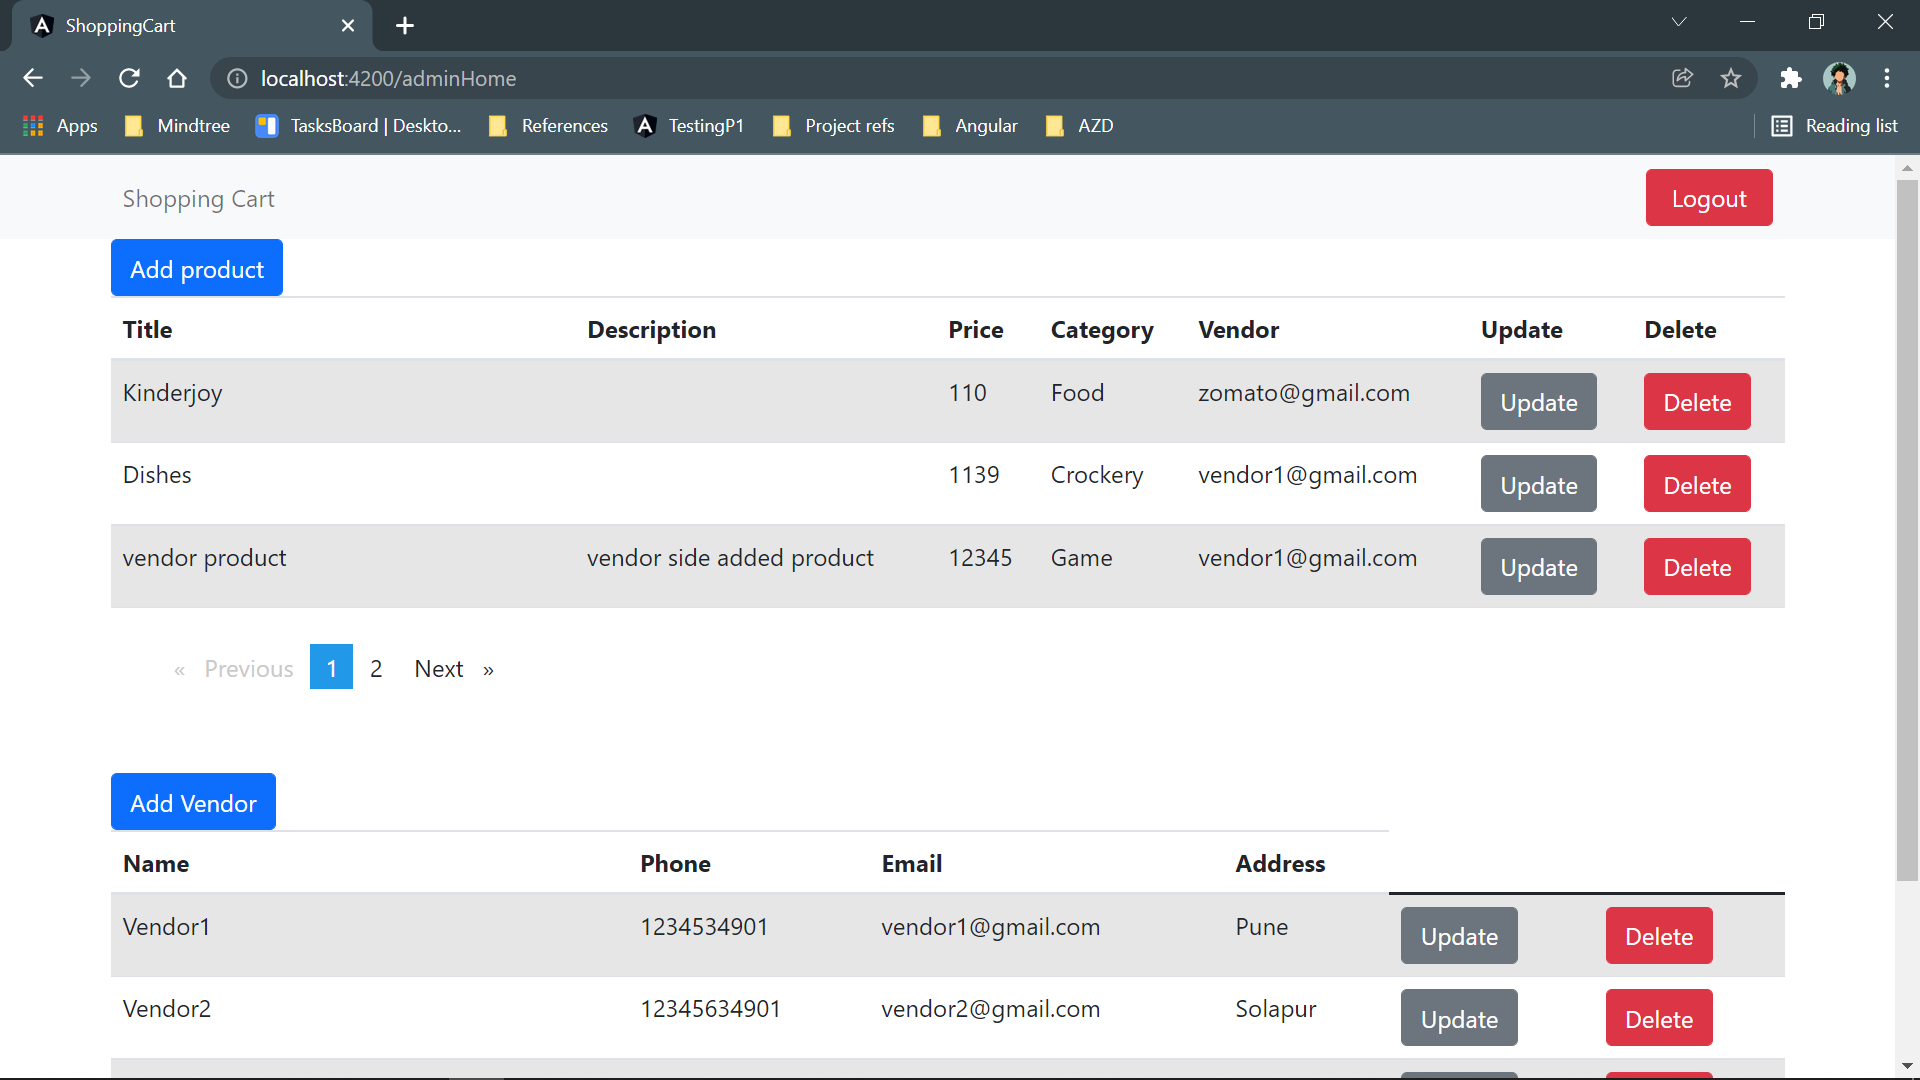 ShoppingCart
localhost:4200/adminHome
Apps Mindtree TasksBoard | Deskto... References TestingP1 Project refs Angular AZD Reading list
Shopping Cart Logout
Add product
Title Description Price Category Vendor Update Delete
Kinderjoy 110 Food zomato@gmail.com Update Delete
Dishes 1139 Crockery vendor1@gmail.com Update Delete
vendor product vendor side added product 12345 Game vendor1@gmail.com Update Delete
« Previous 1 2 Next »
Add Vendor
Name Phone Email Address
Vendor1 1234534901 vendor1@gmail.com Pune Update Delete
Vendor2 12345634901 vendor2@gmail.com Solapur Update Delete